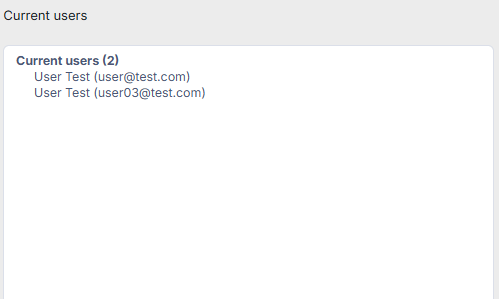 Current users
Current users (2)
User Test (user@test.com)
User Test (user03@test.com)